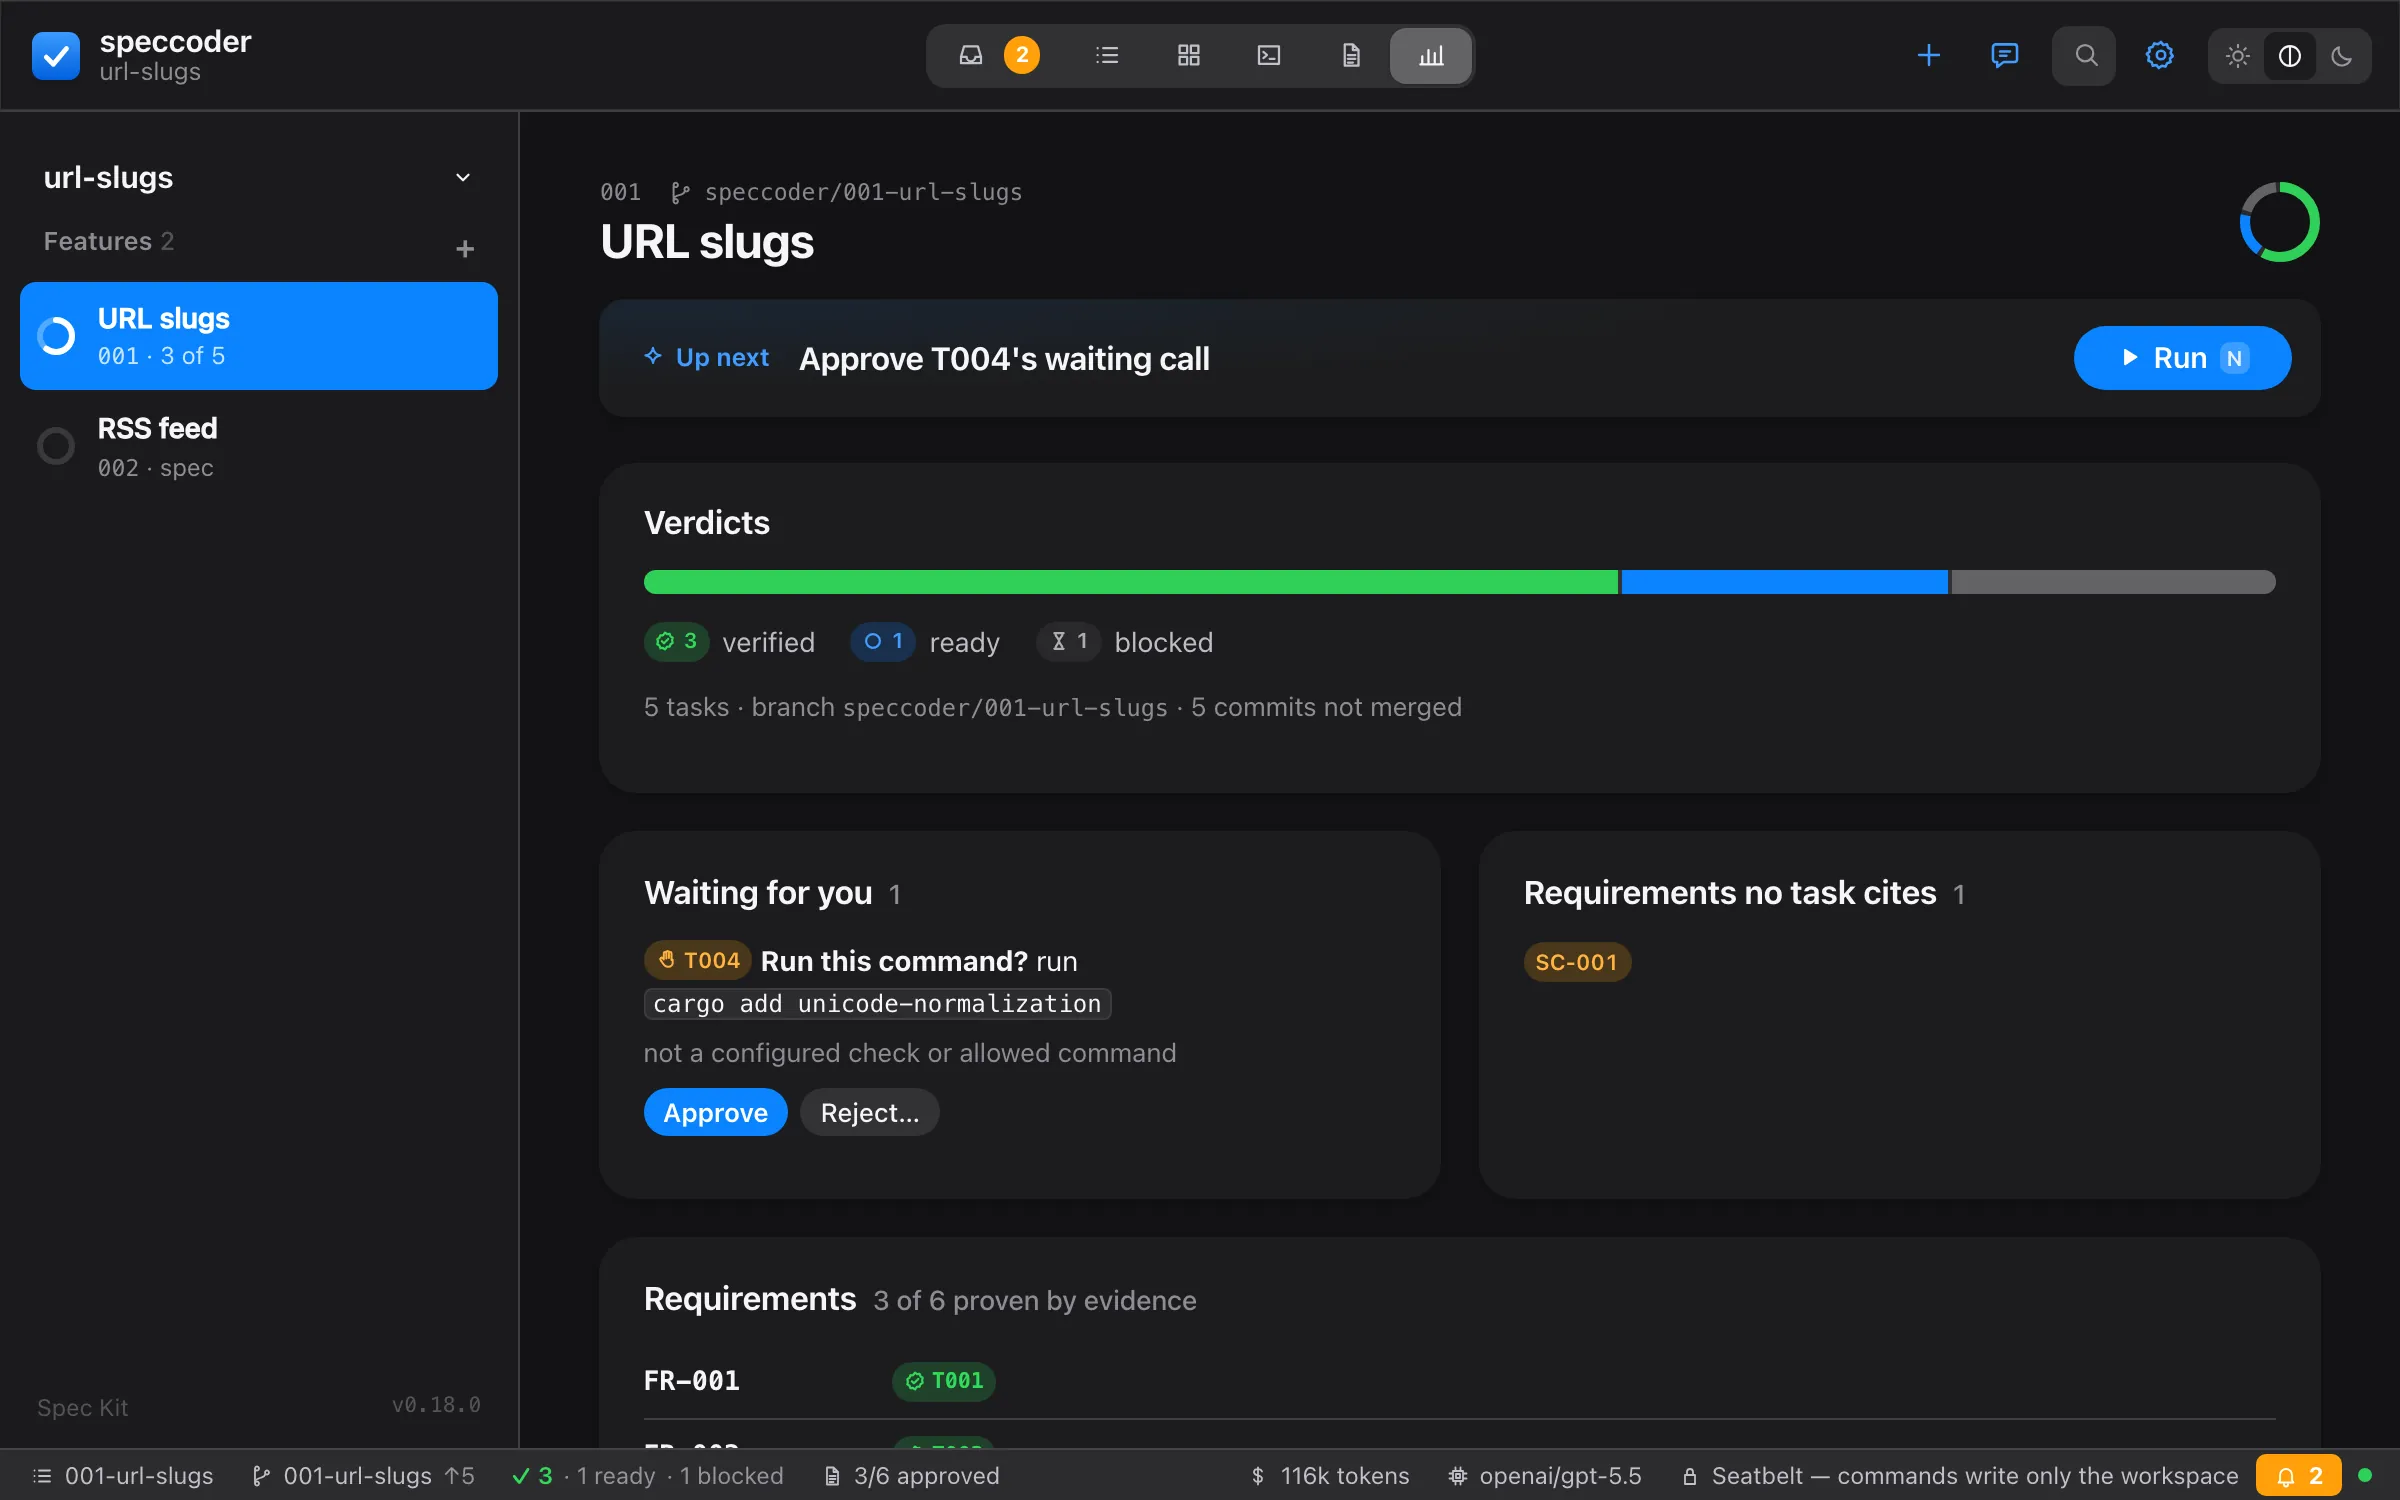 speccoder
url-slugs
2
url-slugs
Features 2
+
URL slugs
001 · 3 of 5
RSS feed
002 · spec
Spec Kit v0.18.0
001 speccoder/001-url-slugs
URL slugs
Up next Approve T004's waiting call
Run N
Verdicts
3 verified 1 ready 1 blocked
5 tasks · branch speccoder/001-url-slugs · 5 commits not merged
Waiting for you 1
T004 Run this command? run
cargo add unicode-normalization
not a configured check or allowed command
Approve Reject...
Requirements no task cites 1
SC-001
Requirements 3 of 6 proven by evidence
FR-001 T001
001-url-slugs 001-url-slugs ↑5 3 · 1 ready · 1 blocked 3/6 approved $ 116k tokens openai/gpt-5.5 Seatbelt — commands write only the workspace 2